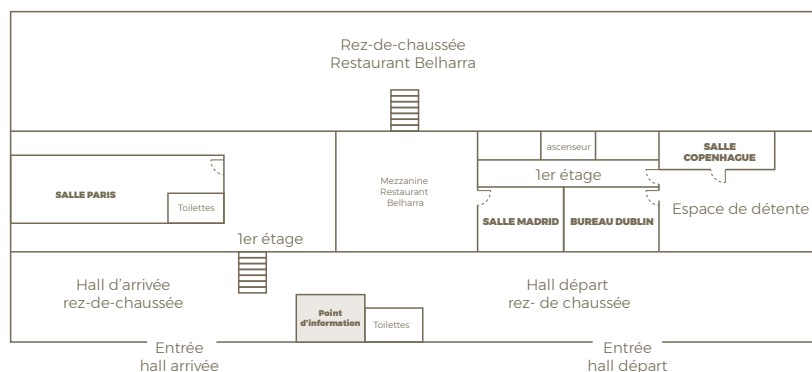 Rez-de-chaussée
Restaurant Belharra
ascenseur
SALLE
COPENHAGUE
1er étage
SALLE PARIS
Toilettes
Mezzanine
Restaurant
Belharra
SALLE MADRID
BUREAU DUBLIN
Espace de détente
1er étage
Hall d'arrivée
rez-de-chaussée
Hall départ
rez- de chaussée
Point
d'information
Toilettes
Entrée
hall arrivée
Entrée
hall départ